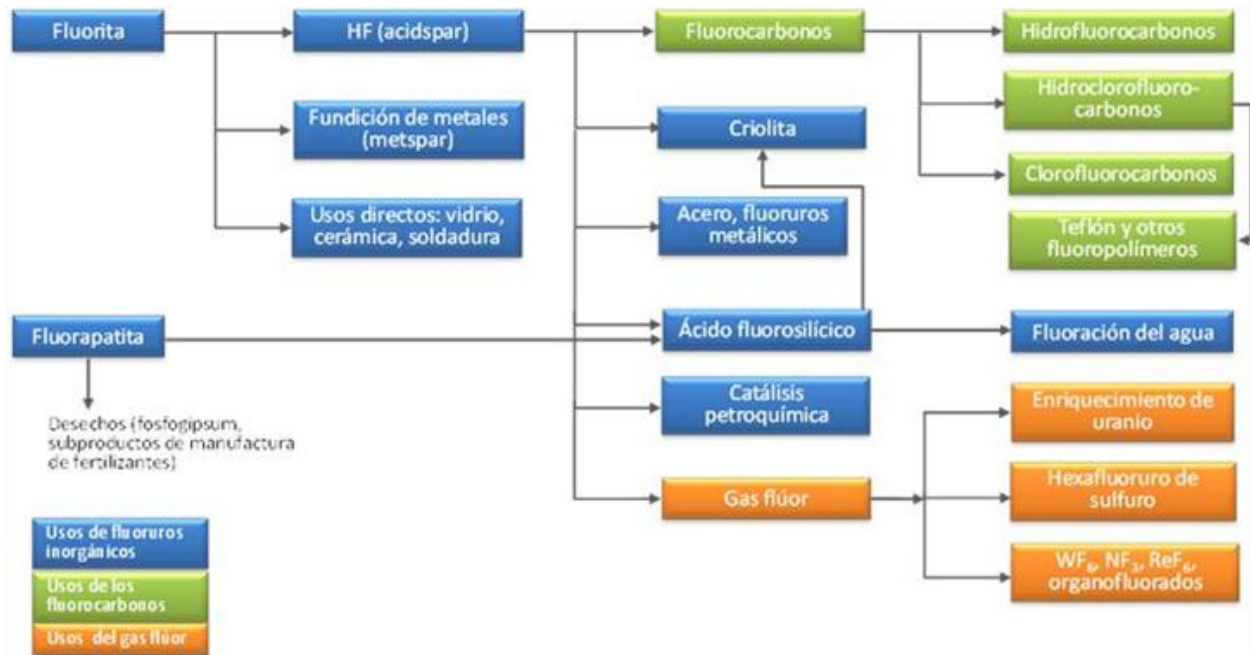 Fluorita
HF (acidspar)
Fluorocarbonos
Hidrofluorocarbonos
Fundición de metales
(metspar)
Criolita
Hidroclorofluoro-
carbonos
Clorofluorocarbonos
Usos directos: vidrio,
cerámica, soldadura
Acero, fluoruros
metálicos
Teflón y otros
fluoropolímeros
Fluorapatita
Ácido fluorosilícico
Fluoración del agua
Desechos (fosfogipsum,
subproductos de manufactura
de fertilizantes)
Catálisis
petroquímica
Enriquecimiento de
uranio
Gas flúor
Hexafluoruro de
sulfuro
WF₆, NF₃, ReF₆,
organofluorados
Usos de fluoruros
inorgánicos
Usos de los
fluorocarbonos
Usos del gas flúor